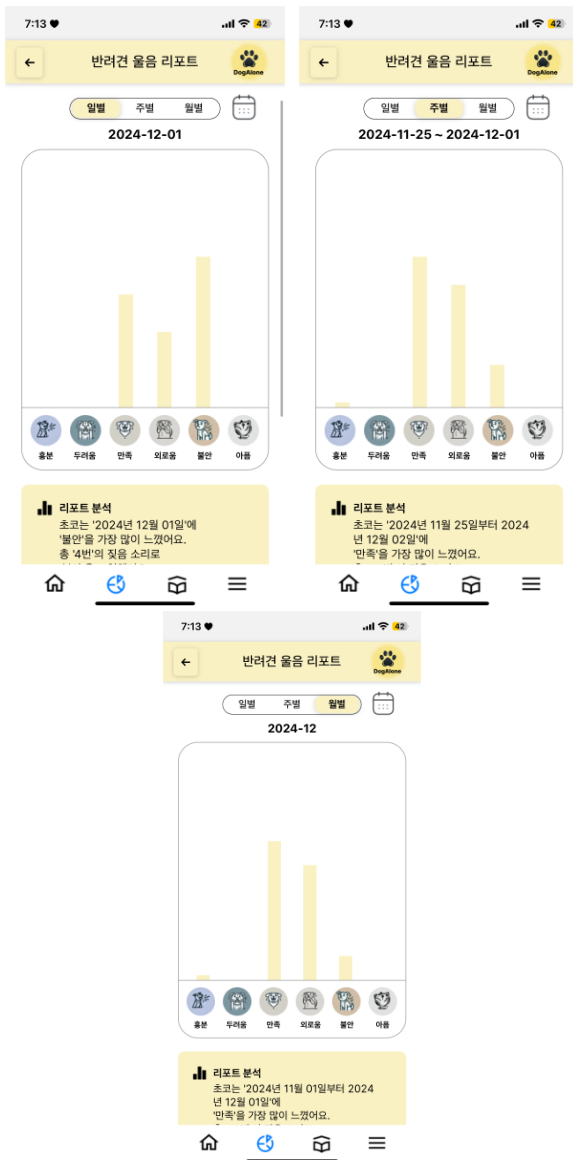 7:13
42
반려견 울음 리포트
DogAlone
일별 주별 월별
2024-12-01
흥분 두려움 만족 외로움 불안 아픔
리포트 분석
초코는 '2024년 12월 01일'에
'불안'을 가장 많이 느꼈어요.
총 '4번'의 짖음 소리로
7:13
42
반려견 울음 리포트
DogAlone
일별 주별 월별
2024-11-25 ~ 2024-12-01
흥분 두려움 만족 외로움 불안 아픔
리포트 분석
초코는 '2024년 11월 25일부터 2024
년 12월 02일'에
'만족'을 가장 많이 느꼈어요.
7:13
42
반려견 울음 리포트
DogAlone
일별 주별 월별
2024-12
흥분 두려움 만족 외로움 불안 아픔
리포트 분석
초코는 '2024년 11월 01일부터 2024
년 12월 01일'에
'만족'을 가장 많이 느꼈어요.